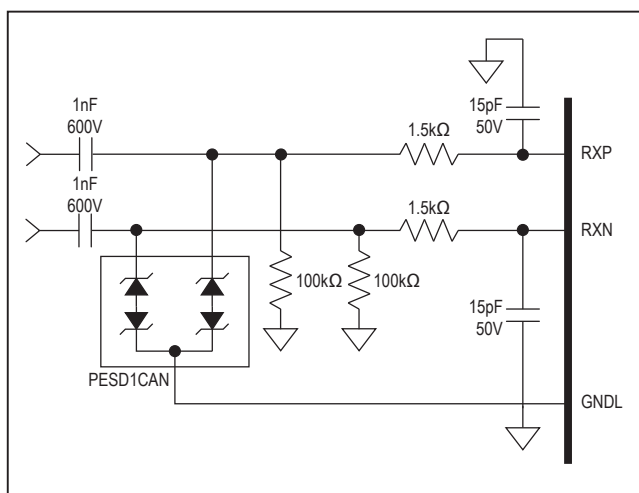 1nF
600V
15pF
50V
1.5kΩ
RXP
1nF
600V
1.5kΩ
RXN
100kΩ
100kΩ
15pF
50V
PESD1CAN
GNDL